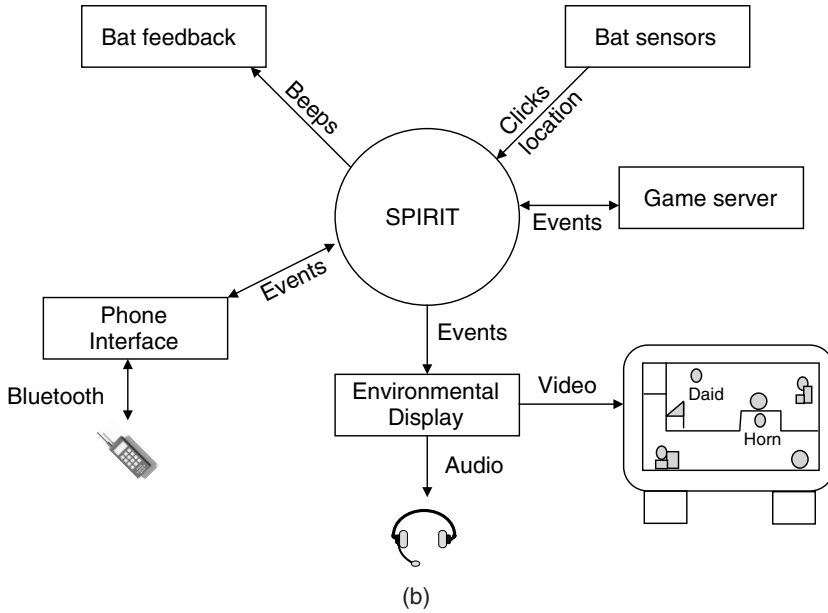 Bat feedback
Bat sensors
Beeps
Clicks
location
SPIRIT
Game server
Events
Events
Phone
Interface
Events
Bluetooth
Environmental
Display
Video
Daid
Horn
Audio
(b)